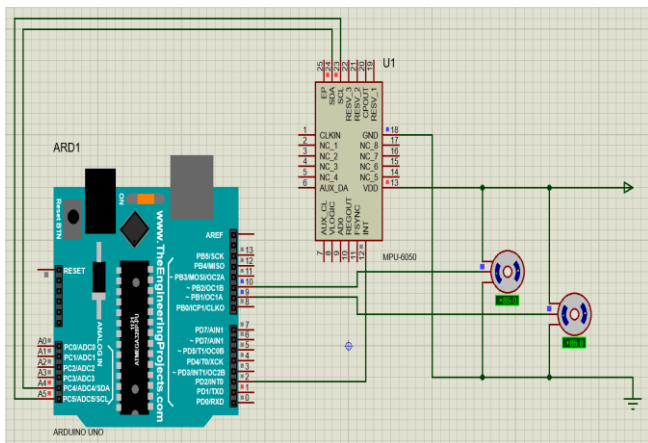 U1
25
24
23
22
21
20
19
EP
SDA
SCL
RESV_3
RESV_2
CPOUT
RESV_1
1 CLKIN
2 NC_1
3 NC_2
4 NC_3
5 NC_4
6 AUX_DA
GND 18
NC_8 17
NC_7 16
NC_6 15
NC_5 14
VDD 13
AUX_CL
VLOGIC
AD0
REGOUT
FSYNC
INT
7
8
9
10
11
12
MPU-6050
ARD1
ON
Reset BTN
www.TheEngineeringProjects.com
AREF
RESET
PB5/SCK 13
PB4/MISO 12
~ PB3/MOSI/OC2A 11
~ PB2/OC1B 10
~ PB1/OC1A 9
PB0/ICP1/CLKO 8
PD7/AIN1 7
~ PD7/AIN1 6
~ PD5/T1/OC0B 5
PD4/T0/XCK 4
~ PD3/INT1/OC2B 3
PD2/INT0 2
PD1/TXD 1
PD0/RXD 0
ANALOG IN
1121
ATMEGA328P-PU
A0 PC0/ADC0
A1 PC1/ADC1
A2 PC2/ADC2
A3 PC3/ADC3
A4 PC4/ADC4/SDA
A5 PC5/ADC5/SCL
ARDUINO UNO
+85.0
+85.0